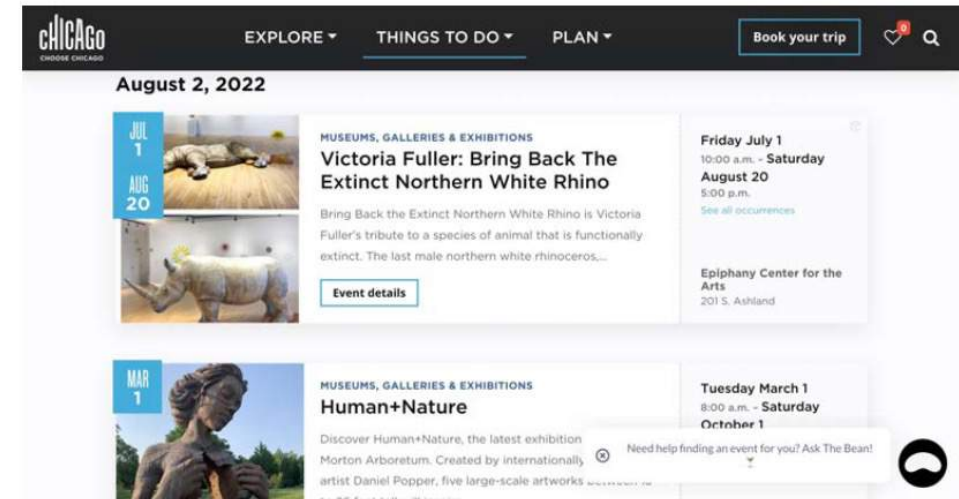 CHICAGO
CHOOSE CHICAGO
EXPLORE
THINGS TO DO
PLAN
Book your trip
0
August 2, 2022
JUL
1
AUG
20
MUSEUMS, GALLERIES & EXHIBITIONS
Victoria Fuller: Bring Back The
Extinct Northern White Rhino
Bring Back the Extinct Northern White Rhino is Victoria
Fuller's tribute to a species of animal that is functionally
extinct. The last male northern white rhinoceros,...
Event details
Friday July 1
10:00 a.m. - Saturday
August 20
5:00 p.m.
See all occurrences
Epiphany Center for the
Arts
201 S. Ashland
MAR
1
MUSEUMS, GALLERIES & EXHIBITIONS
Human+Nature
Discover Human+Nature, the latest exhibition
Morton Arboretum. Created by internationally
artist Daniel Popper, five large-scale artworks
Tuesday March 1
8:00 a.m. - Saturday
October 1
Need help finding an event for you? Ask The Bean!